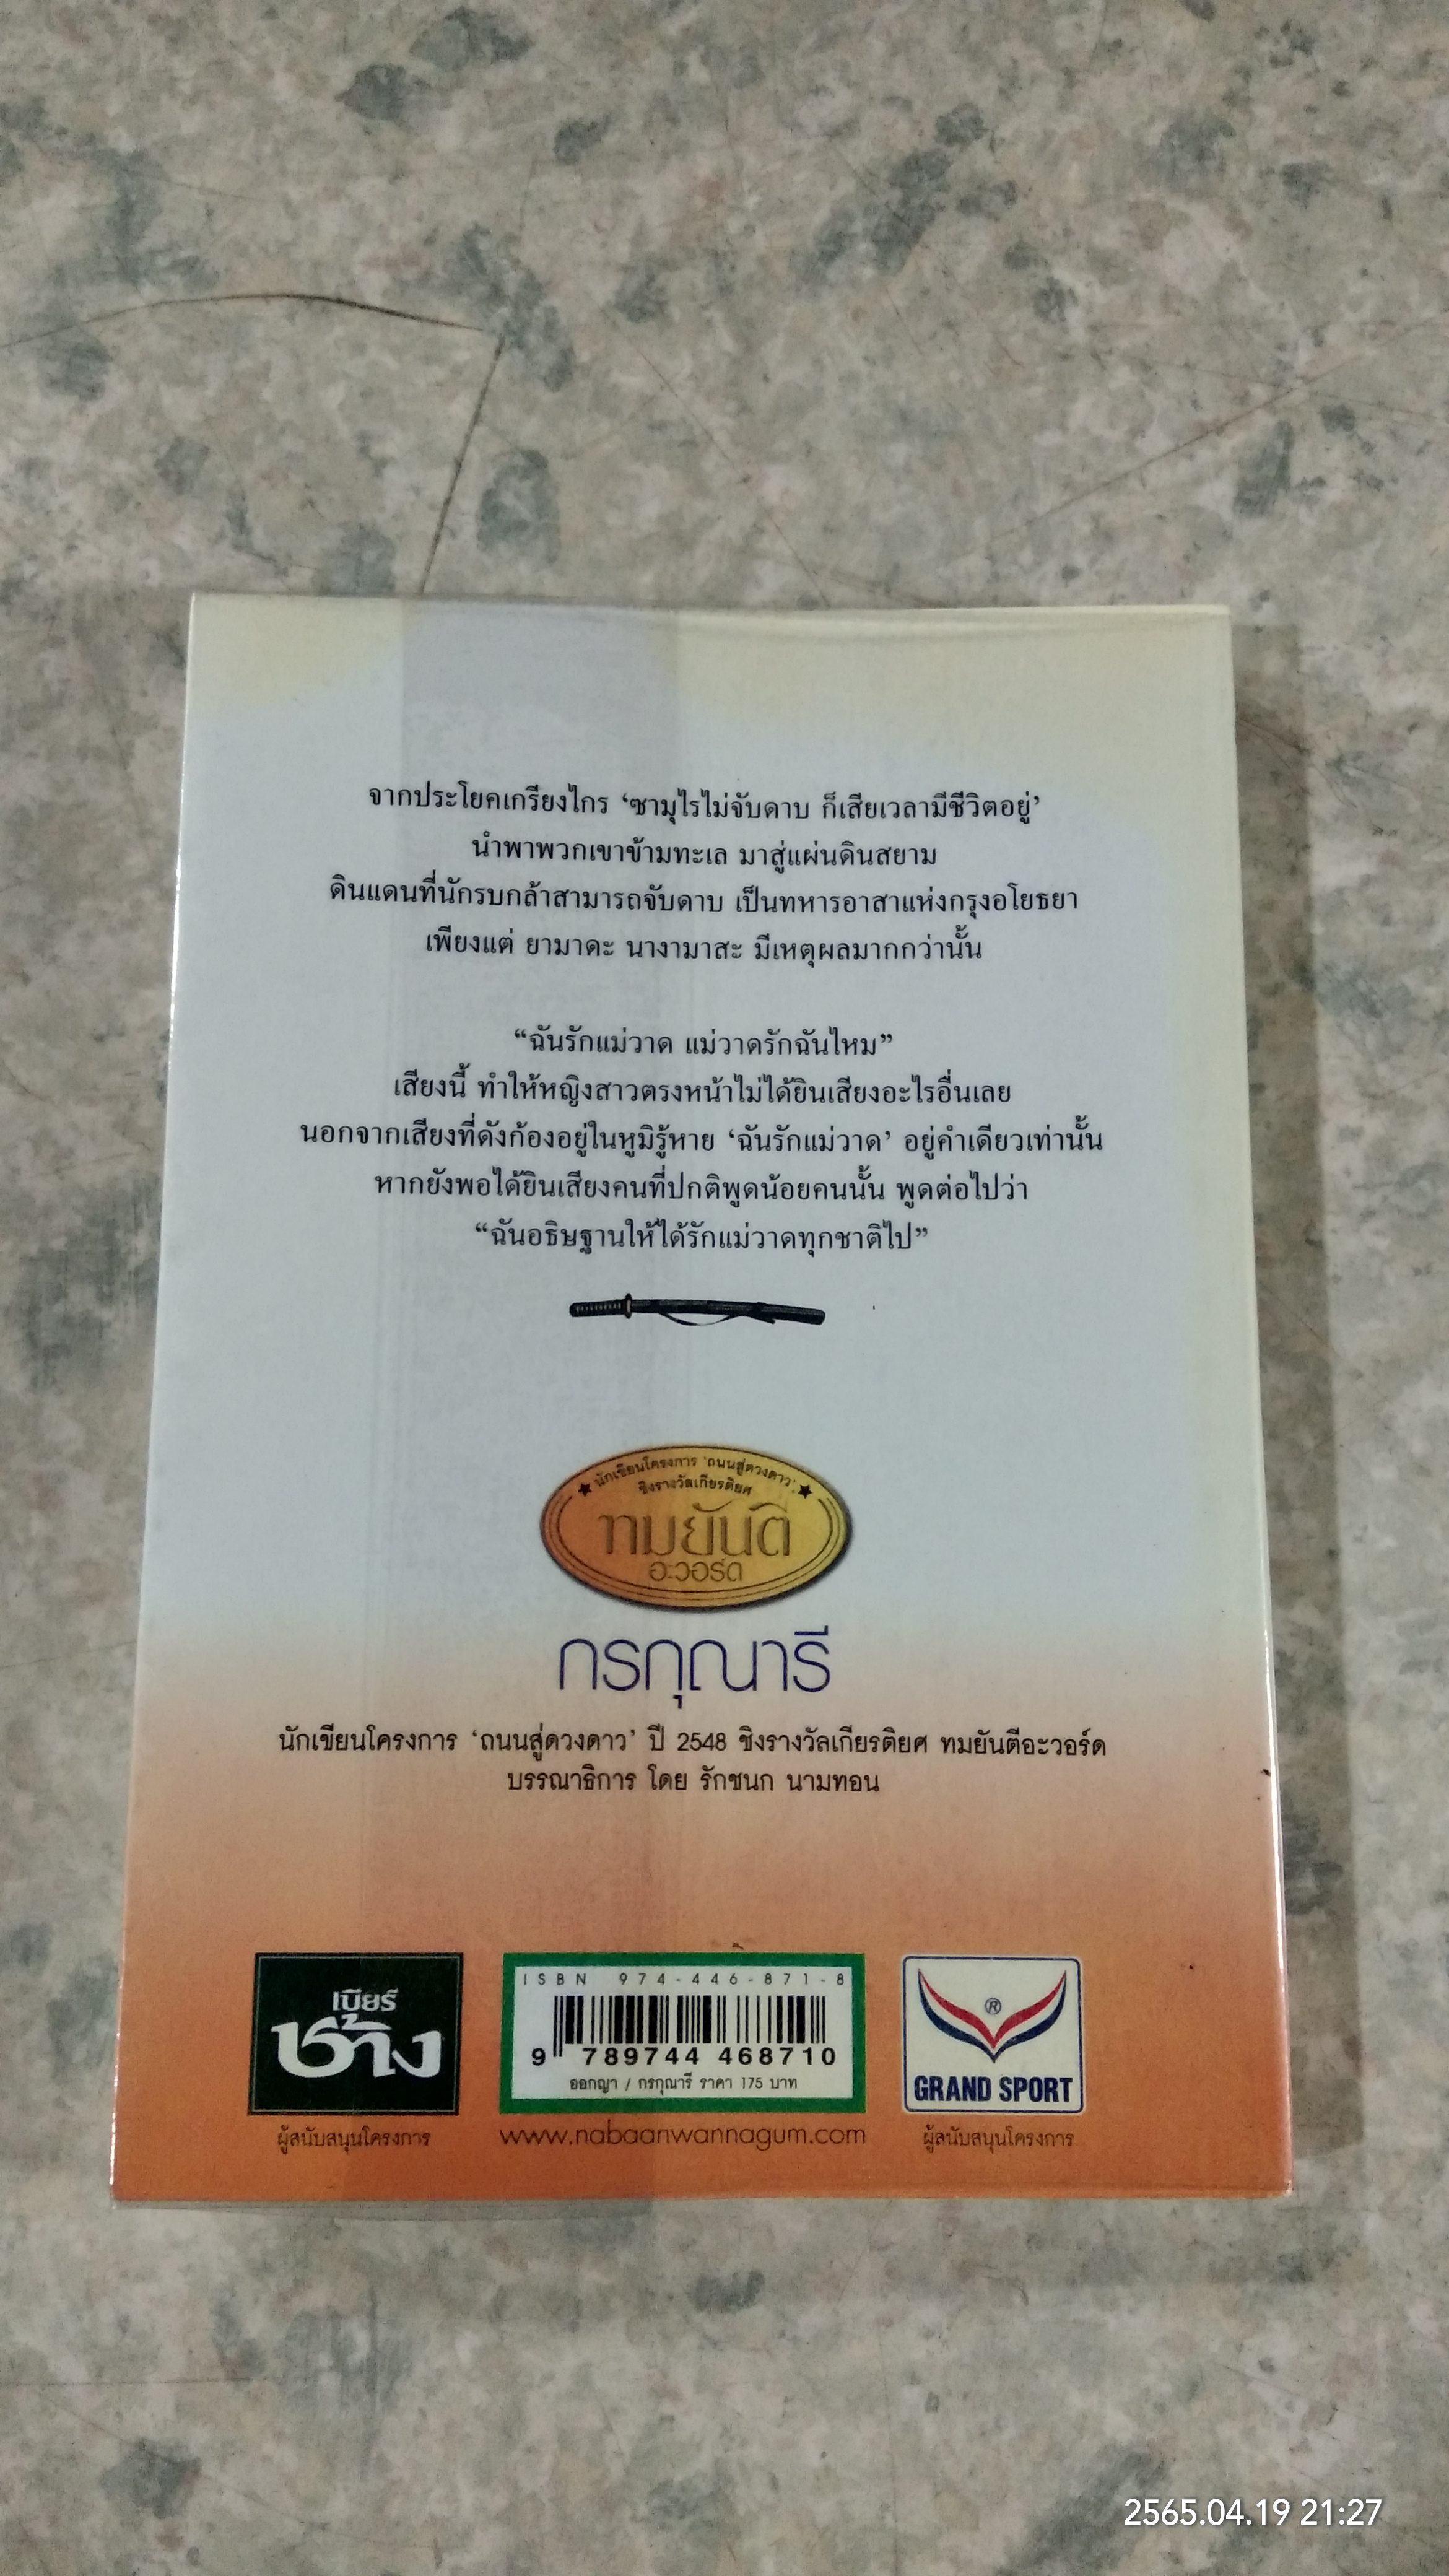 จากประโยคเกรียงไกร ‘ซามุไรไม่จับดาบ ก็เสียเวลามีชีวิตอยู่’
นำพาพวกเขาข้ามทะเล มาสู่แผ่นดินสยาม
ดินแดนที่นักรบกล้าสามารถจับดาบ เป็นทหารอาสาแห่งกรุงอโยธยา
เพียงแต่ ยามาดะ นางามาสะ มีเหตุผลมากกว่านั้น
“ฉันรักแม่วาด แม่วาดรักฉันไหม”
เสียงนี้ ทำให้หญิงสาวตรงหน้าไม่ได้ยินเสียงอะไรอื่นเลย
นอกจากเสียงที่ดังก้องอยู่ในหูมิรู้หาย ‘ฉันรักแม่วาด’ อยู่คำเดียวเท่านั้น
หากยังพอได้ยินเสียงคนที่ปกติพูดน้อยคนนั้น พูดต่อไปว่า
“ฉันอธิษฐานให้ได้รักแม่วาดทุกชาติไป”
นักเขียนโครงการ ‘ถนนสู่ดวงดาว’
ชิงรางวัลเกียรติยศ
ทมยันตี
อะวอร์ด
กรกุณารี
นักเขียนโครงการ ‘ถนนสู่ดวงดาว’ ปี 2548 ชิงรางวัลเกียรติยศ ทมยันตีอะวอร์ด
บรรณาธิการ โดย รักชนก นามทอน
เบียร์
ช้าง
ผู้สนับสนุนโครงการ
ISBN 974-446-871-8
9 789744 468710
ออกญา / กรกุณารี ราคา 175 บาท
www.nabaanwannagum.com
®
GRAND SPORT
ผู้สนับสนุนโครงการ
2565.04.19 21:27